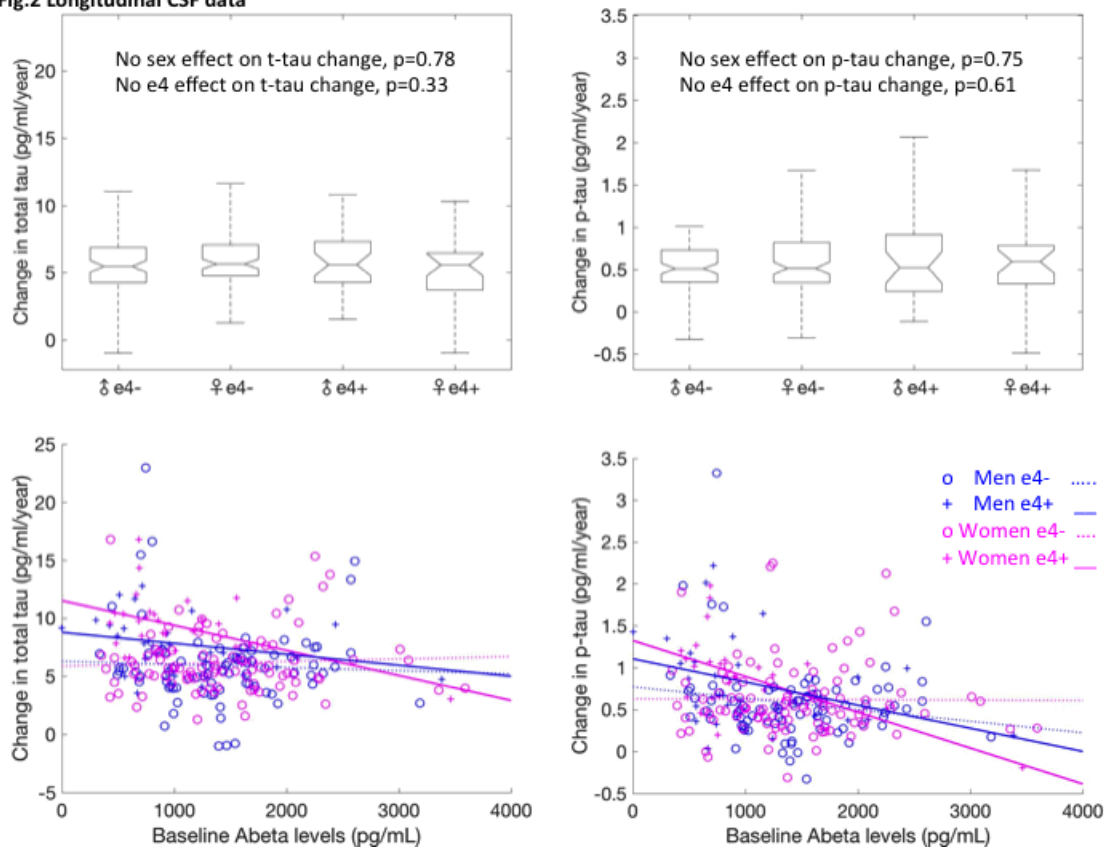 Fig.2 Longitudinal CSF data
No sex effect on t-tau change, p=0.78
No e4 effect on t-tau change, p=0.33
Change in total tau (pg/ml/year)
20
15
10
5
0
♂ e4-
♀ e4-
♂ e4+
♀ e4+
No sex effect on p-tau change, p=0.75
No e4 effect on p-tau change, p=0.61
Change in p-tau (pg/ml/year)
3.5
3
2.5
2
1.5
1
0.5
0
-0.5
♂ e4-
♀ e4-
♂ e4+
♀ e4+
Change in total tau (pg/ml/year)
25
20
15
10
5
0
-5
0
1000
2000
3000
4000
Baseline Abeta levels (pg/mL)
Change in p-tau (pg/ml/year)
3.5
3
2.5
2
1.5
1
0.5
0
-0.5
o Men e4- .....
+ Men e4+ __
o Women e4- ....
+ Women e4+ __
0
1000
2000
3000
4000
Baseline Abeta levels (pg/mL)